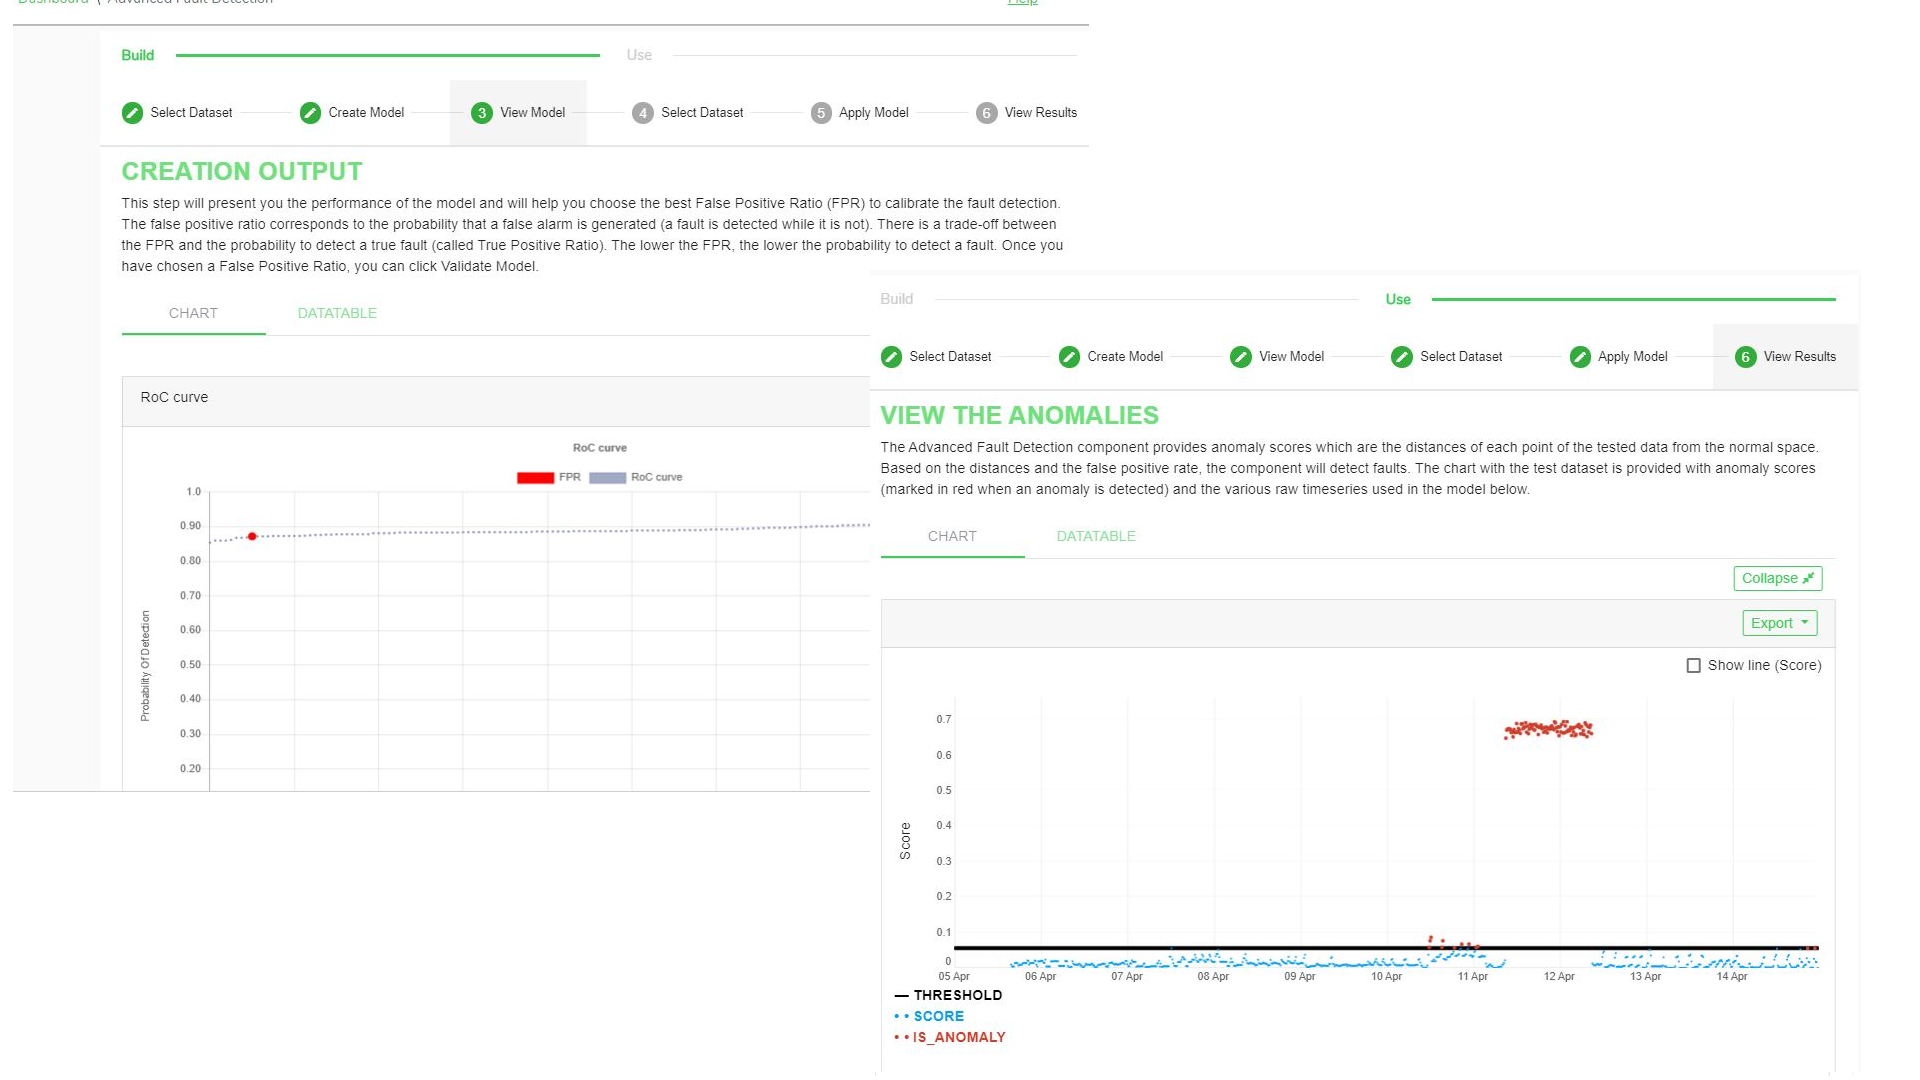 Dashboard \ Advanced Fault Detection
Help
Build
Use
Select Dataset
Create Model
3 View Model
4 Select Dataset
5 Apply Model
6 View Results
CREATION OUTPUT
This step will present you the performance of the model and will help you choose the best False Positive Ratio (FPR) to calibrate the fault detection.
The false positive ratio corresponds to the probability that a false alarm is generated (a fault is detected while it is not). There is a trade-off between
the FPR and the probability to detect a true fault (called True Positive Ratio). The lower the FPR, the lower the probability to detect a fault. Once you
have chosen a False Positive Ratio, you can click Validate Model.
CHART
DATATABLE
RoC curve
RoC curve
FPR
RoC curve
1.0
0.90
0.80
0.70
0.60
0.50
0.40
0.30
0.20
Probability Of Detection
Build
Use
Select Dataset
Create Model
View Model
Select Dataset
Apply Model
6 View Results
VIEW THE ANOMALIES
The Advanced Fault Detection component provides anomaly scores which are the distances of each point of the tested data from the normal space.
Based on the distances and the false positive rate, the component will detect faults. The chart with the test dataset is provided with anomaly scores
(marked in red when an anomaly is detected) and the various raw timeseries used in the model below.
CHART
DATATABLE
Collapse
Export
Show line (Score)
0.7
0.6
0.5
0.4
0.3
0.2
0.1
0
Score
05 Apr
06 Apr
07 Apr
08 Apr
09 Apr
10 Apr
11 Apr
12 Apr
13 Apr
14 Apr
THRESHOLD
SCORE
IS_ANOMALY